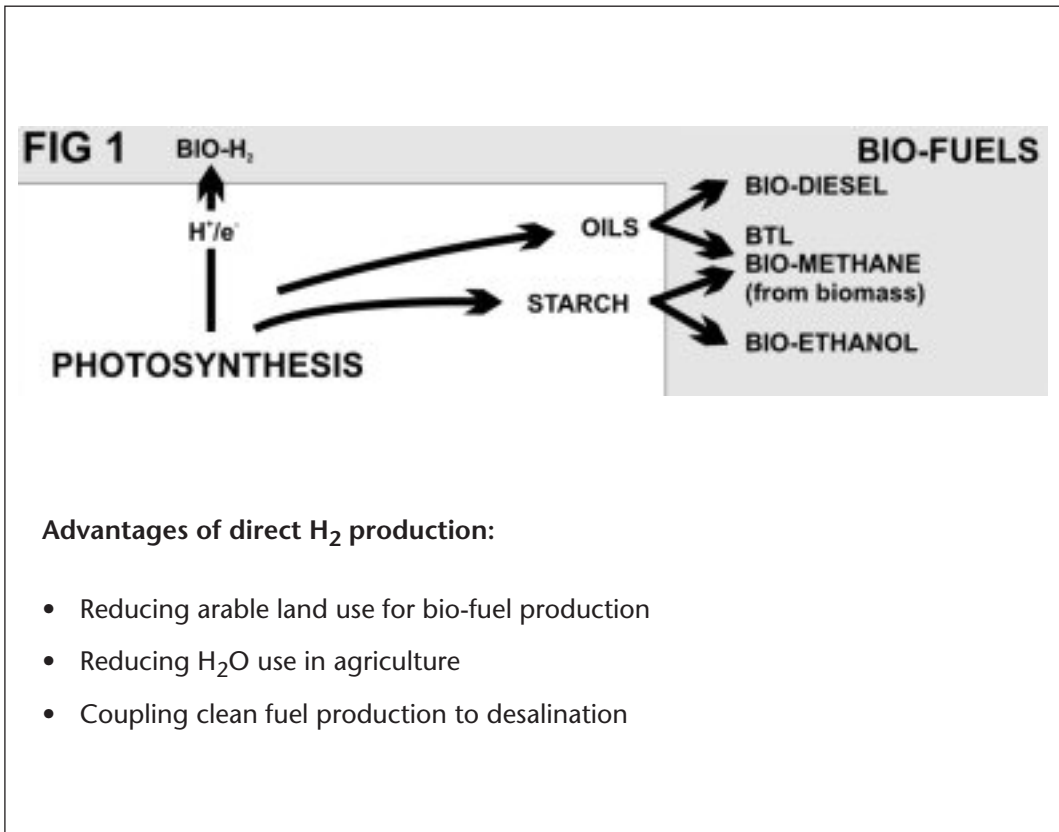 FIG 1
BIO-H₂
BIO-FUELS
H⁺/e⁻
OILS
STARCH
PHOTOSYNTHESIS
BIO-DIESEL
BTL
BIO-METHANE
(from biomass)
BIO-ETHANOL
Advantages of direct H₂ production:
• Reducing arable land use for bio-fuel production
• Reducing H₂O use in agriculture
• Coupling clean fuel production to desalination